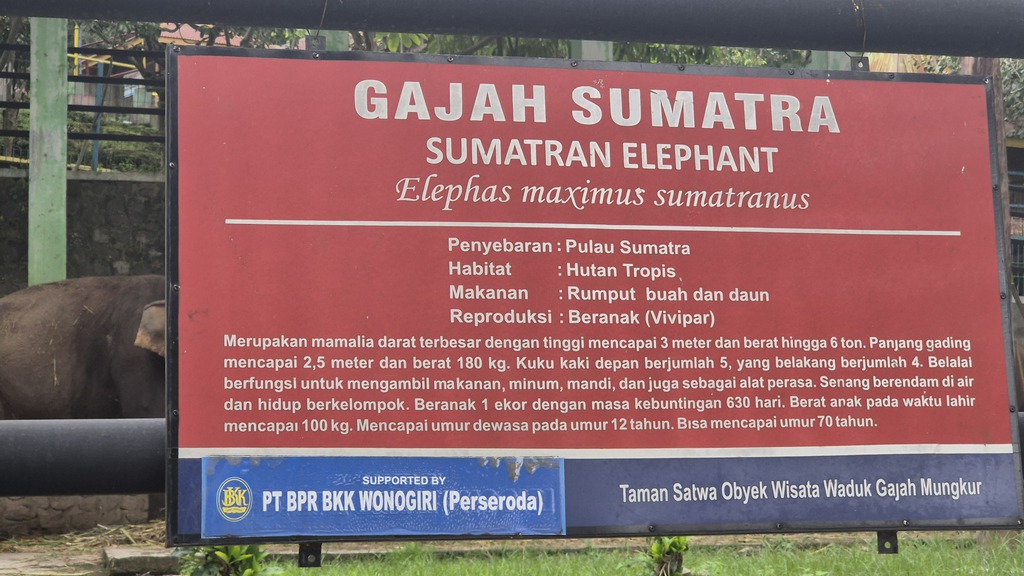 GAJAH SUMATRA
SUMATRAN ELEPHANT
Elephas maximus sumatranus
Penyebaran : Pulau Sumatra
Habitat : Hutan Tropis
Makanan : Rumput buah dan daun
Reproduksi : Beranak (Vivipar)
Merupakan mamalia darat terbesar dengan tinggi mencapai 3 meter dan berat hingga 6 ton. Panjang gading
mencapai 2,5 meter dan berat 180 kg. Kuku kaki depan berjumlah 5, yang belakang berjumlah 4. Belalai
berfungsi untuk mengambil makanan, minum, mandi, dan juga sebagai alat perasa. Senang berendam di air
dan hidup berkelompok. Beranak 1 ekor dengan masa kebuntingan 630 hari. Berat anak pada waktu lahir
mencapai 100 kg. Mencapai umur dewasa pada umur 12 tahun. Bisa mencapai umur 70 tahun.
SUPPORTED BY
BKK
PT BPR BKK WONOGIRI (Perseroda)
Taman Satwa Obyek Wisata Waduk Gajah Mungkur